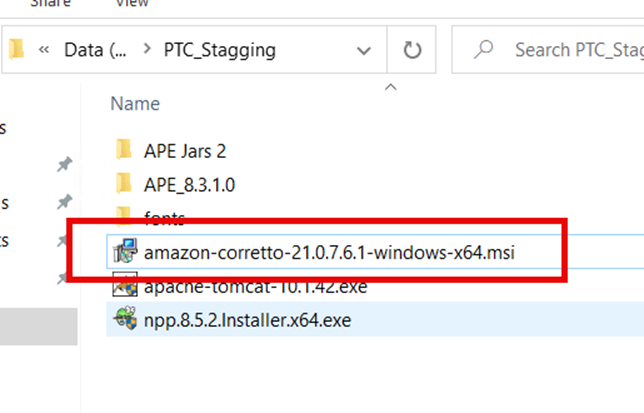 Share View
« Data (... > PTC_Stagging Search PTC_Stag
Name
s
APE Jars 2
s APE_8.3.1.0
ts fonts
amazon-corretto-21.0.7.6.1-windows-x64.msi
apache-tomcat-10.1.42.exe
npp.8.5.2.Installer.x64.exe